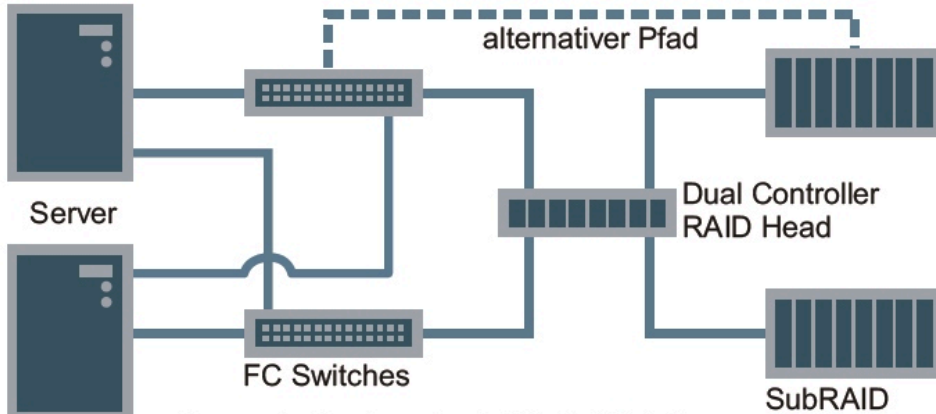 alternativer Pfad
Server
Dual Controller
RAID Head
FC Switches
SubRAID